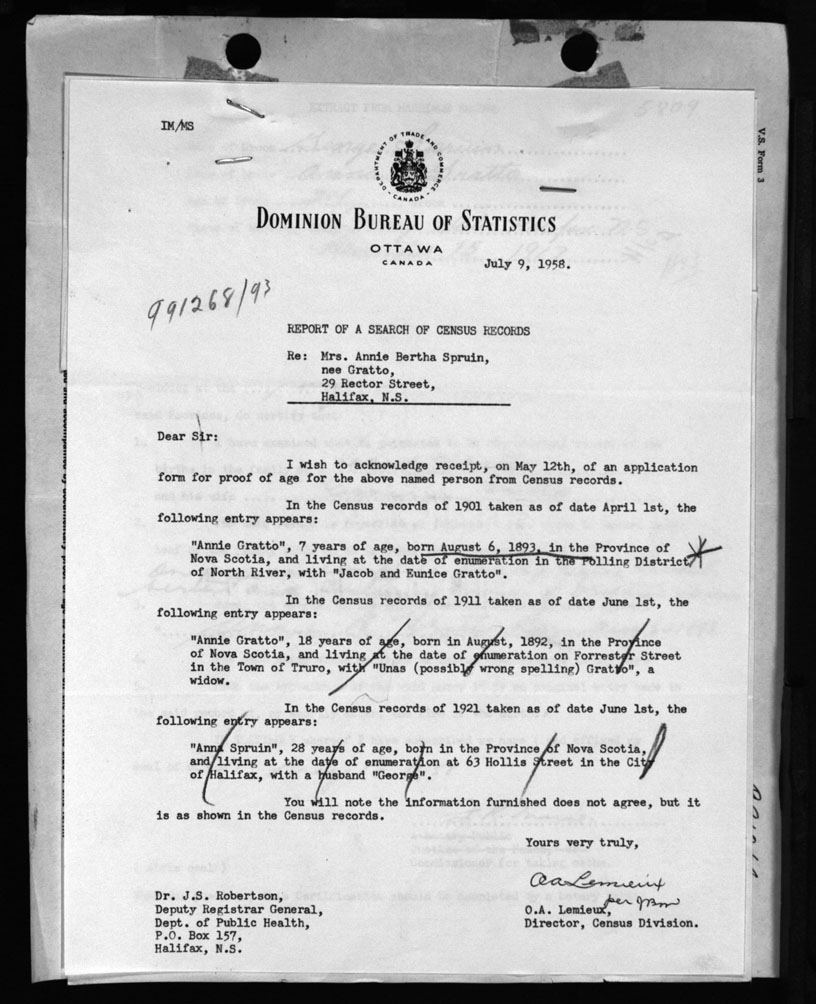 5809
IM/MS
V.S. Form 3
DEPARTMENT OF TRADE AND COMMERCE
CANADA
DOMINION BUREAU OF STATISTICS
OTTAWA
CANADA
July 9, 1958.
991268/93
REPORT OF A SEARCH OF CENSUS RECORDS
Re: Mrs. Annie Bertha Spruin,
nee Gratto,
29 Rector Street,
Halifax, N.S.
Dear Sir:
I wish to acknowledge receipt, on May 12th, of an application
form for proof of age for the above named person from Census records.
In the Census records of 1901 taken as of date April 1st, the
following entry appears:
"Annie Gratto", 7 years of age, born August 6, 1893, in the Province of
Nova Scotia, and living at the date of enumeration in the Polling District
of North River, with "Jacob and Eunice Gratto".
In the Census records of 1911 taken as of date June 1st, the
following entry appears:
"Annie Gratto", 18 years of age, born in August, 1892, in the Province
of Nova Scotia, and living at the date of enumeration on Forrester Street
in the Town of Truro, with "Unas (possibly wrong spelling) Gratto", a
widow.
In the Census records of 1921 taken as of date June 1st, the
following entry appears:
"Anna Spruin", 28 years of age, born in the Province of Nova Scotia,
and living at the date of enumeration at 63 Hollis Street in the City
of Halifax, with a husband "George".
You will note the information furnished does not agree, but it
is as shown in the Census records.
Yours very truly,
OA Lemieux
per
Dr. J.S. Robertson,
Deputy Registrar General,
Dept. of Public Health,
P.O. Box 157,
Halifax, N.S.
O.A. Lemieux,
Director, Census Division.